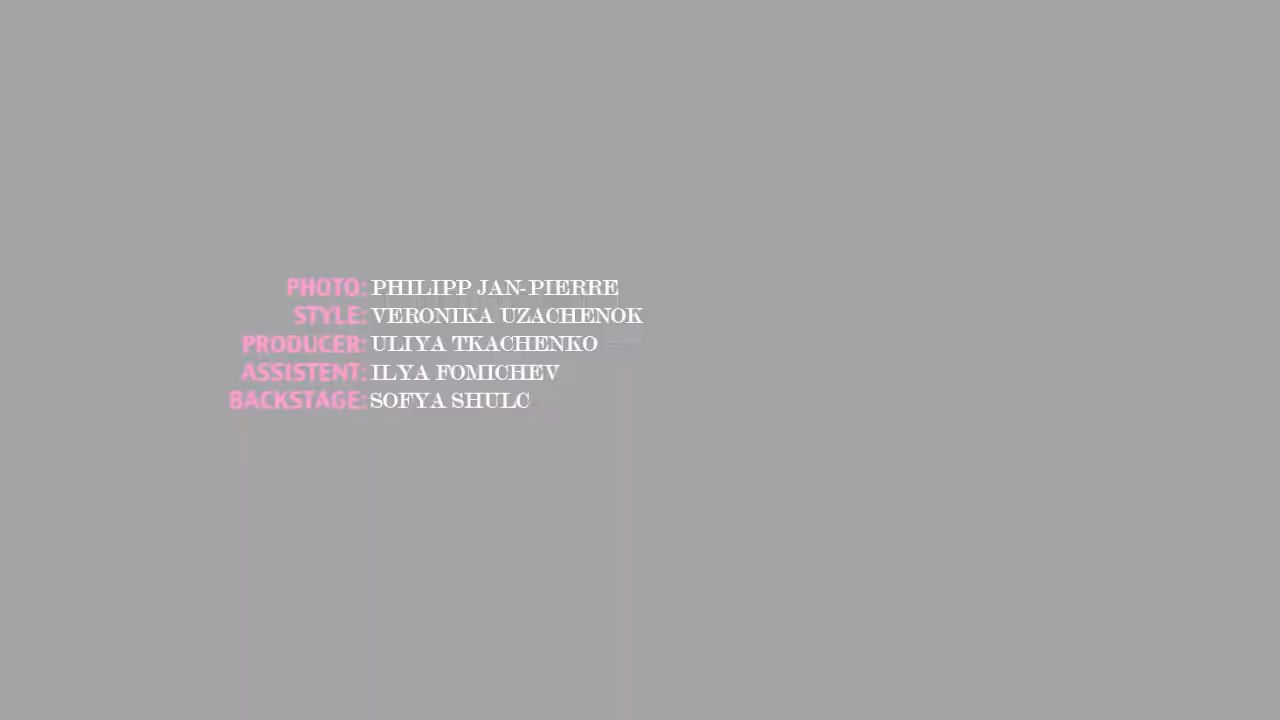 PHOTO: PHILIPP JAN-PIERRE
STYLE: VERONIKA UZACHENOK
PRODUCER: ULIYA TKACHENKO
ASSISTENT: ILYA FOMICHEV
BACKSTAGE: SOFYA SHULC